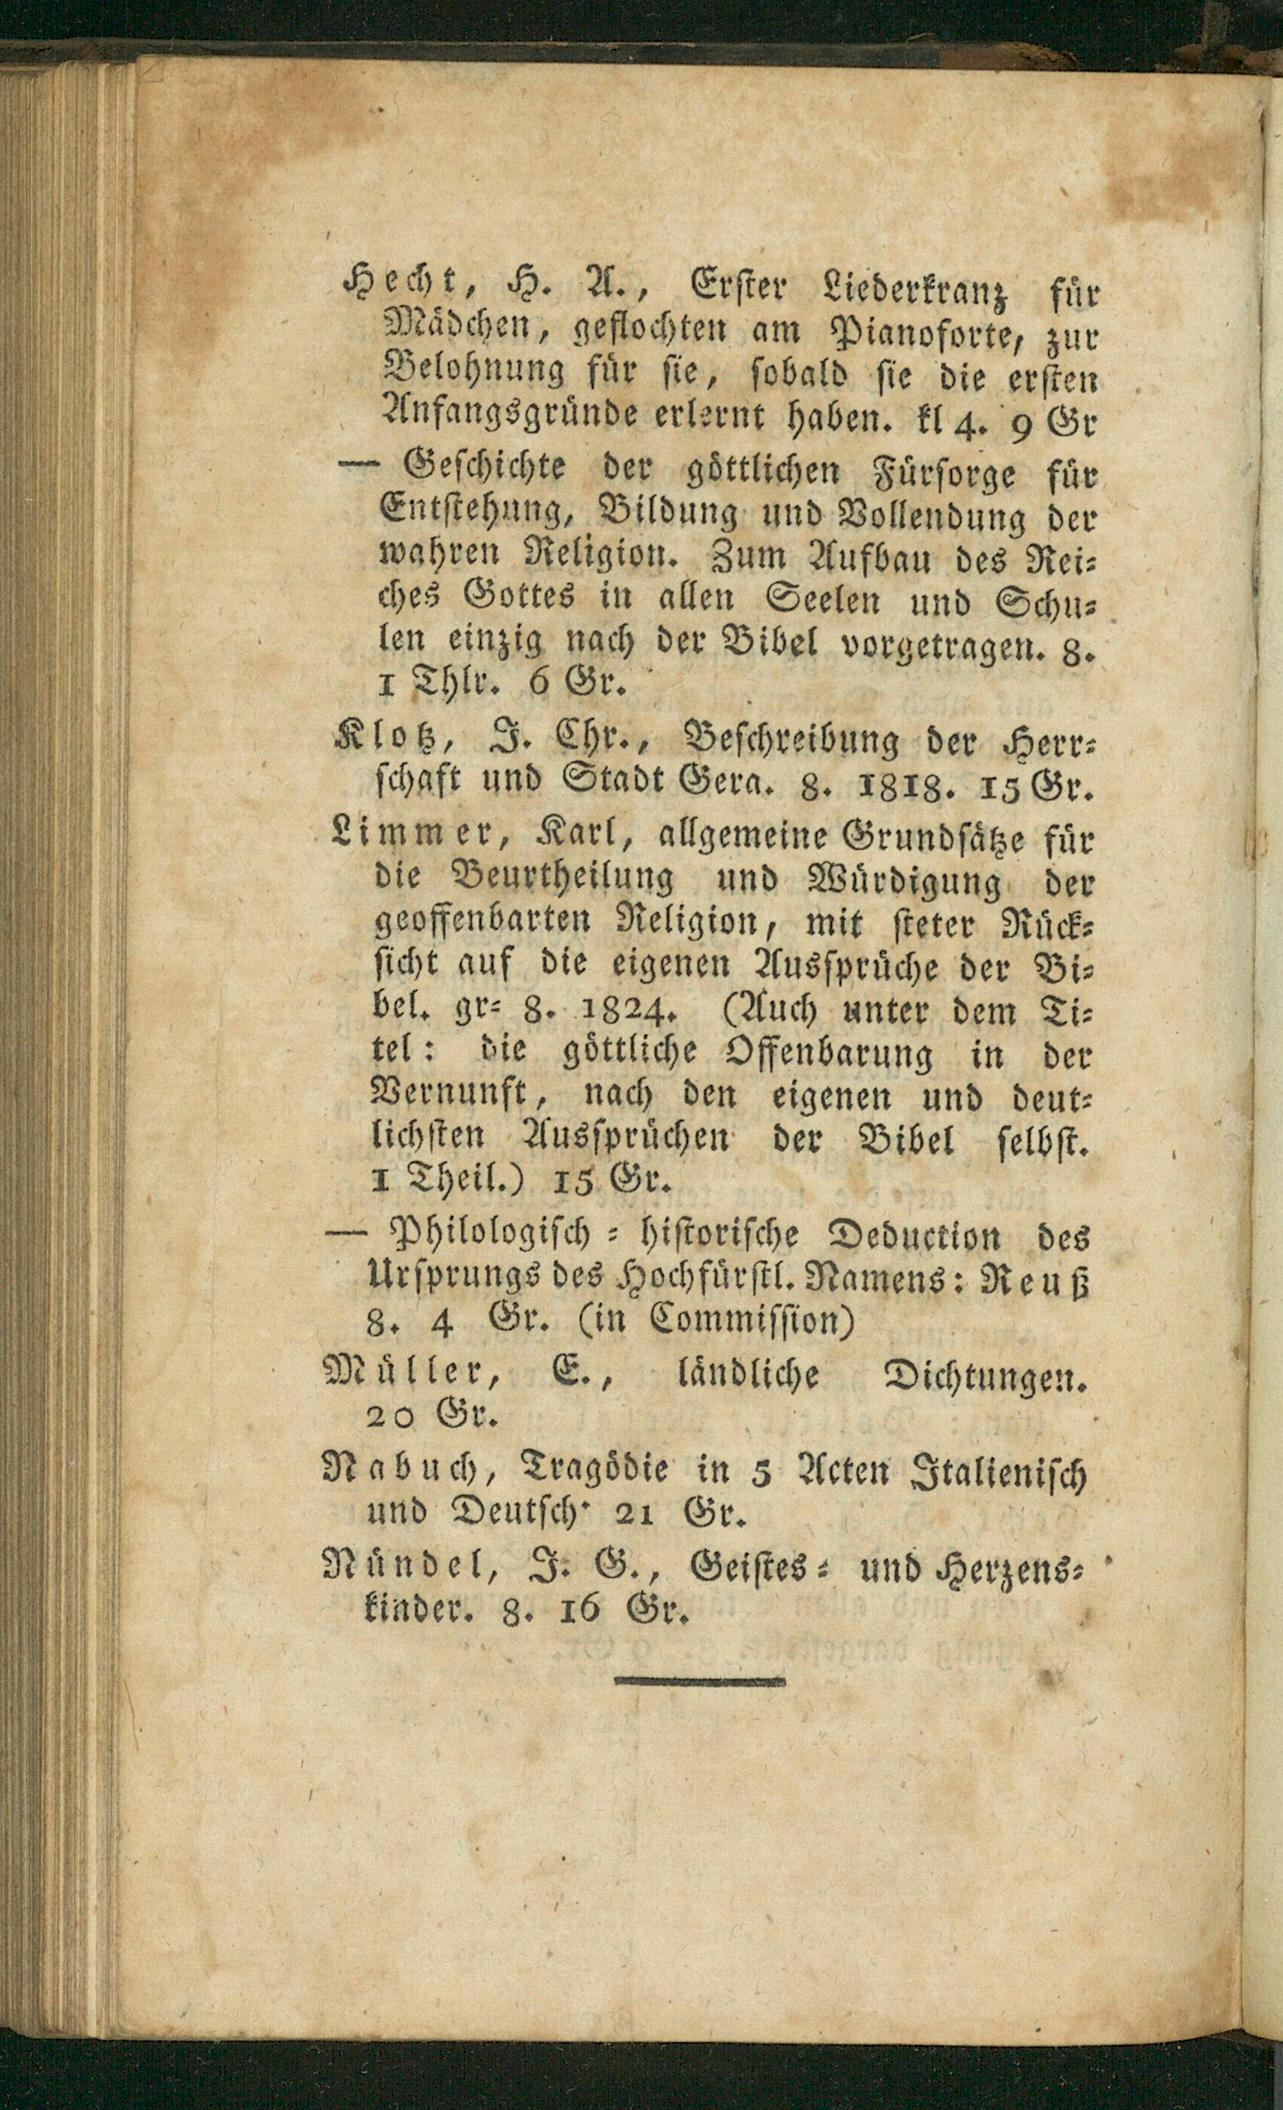 Hecht, H. A., Erster Liederkranz für
Mädchen, geflochten am Pianoforte, zur
Belohnung für sie, sobald sie die ersten
Anfangsgründe erlernt haben. kl 4. 9 Gr
— Geschichte der göttlichen Fürsorge für
Entstehung, Bildung und Vollendung der
wahren Religion. Zum Aufbau des Rei⸗
ches Gottes in allen Seelen und Schu⸗
len einzig nach der Bibel vorgetragen. 8.
1 Thlr. 6 Gr.
Klotz, J. Chr., Beschreibung der Herr⸗
schaft und Stadt Gera. 8. 1818. 15 Gr.
Limmer, Karl, allgemeine Grundsätze für
die Beurtheilung und Würdigung der
geoffenbarten Religion, mit steter Rück⸗
sicht auf die eigenen Aussprüche der Bi⸗
bel. gr⸗ 8. 1824. (Auch unter dem Ti⸗
tel: die göttliche Offenbarung in der
Vernunft, nach den eigenen und deut⸗
lichsten Aussprüchen der Bibel selbst.
1 Theil.) 15 Gr.
— Philologisch ⸗ historische Deduction des
Ursprungs des Hochfürstl. Namens: Reuß
8. 4 Gr. (in Commission)
Müller, E., ländliche Dichtungen.
20 Gr.
Nabuch, Tragödie in 5 Acten Italienisch
und Deutsch· 21 Gr.
Nündel, J. G., Geistes⸗ und Herzens⸗
kinder. 8. 16 Gr.